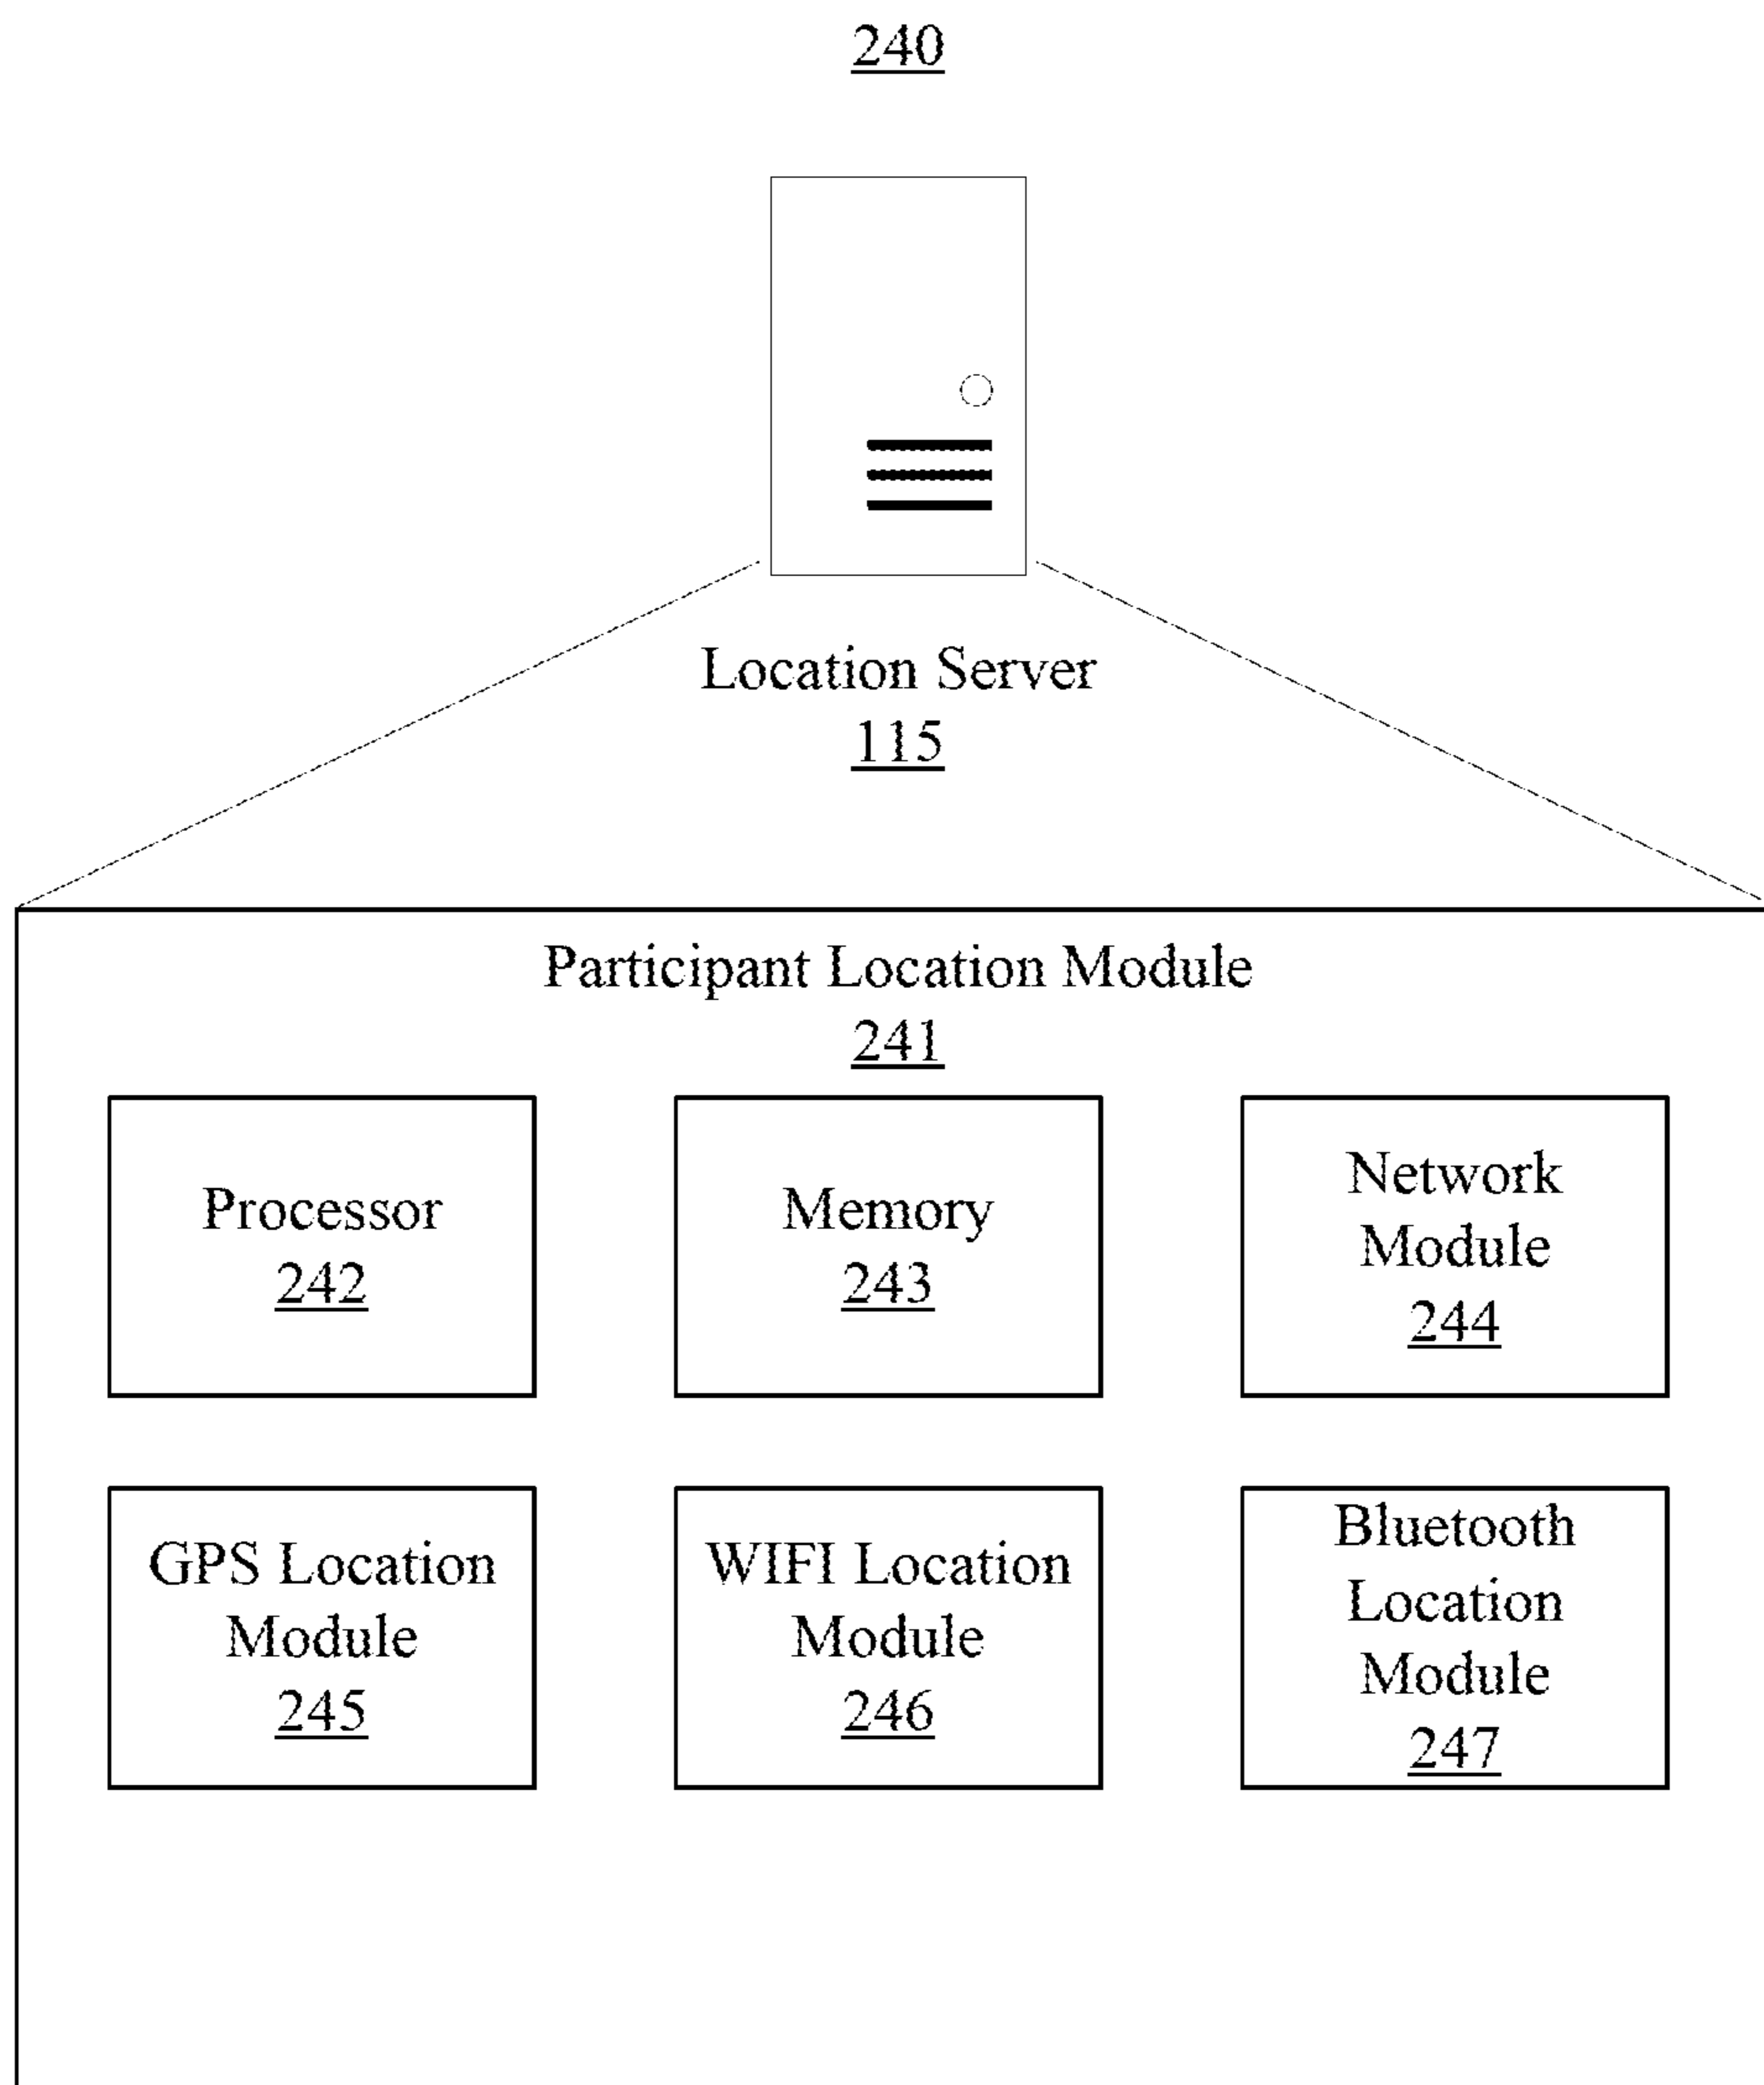 240
Location Server
115
Participant Location Module
241
Processor
242
Memory
243
Network
Module
244
GPS Location
Module
245
WIFI Location
Module
246
Bluetooth
Location
Module
247